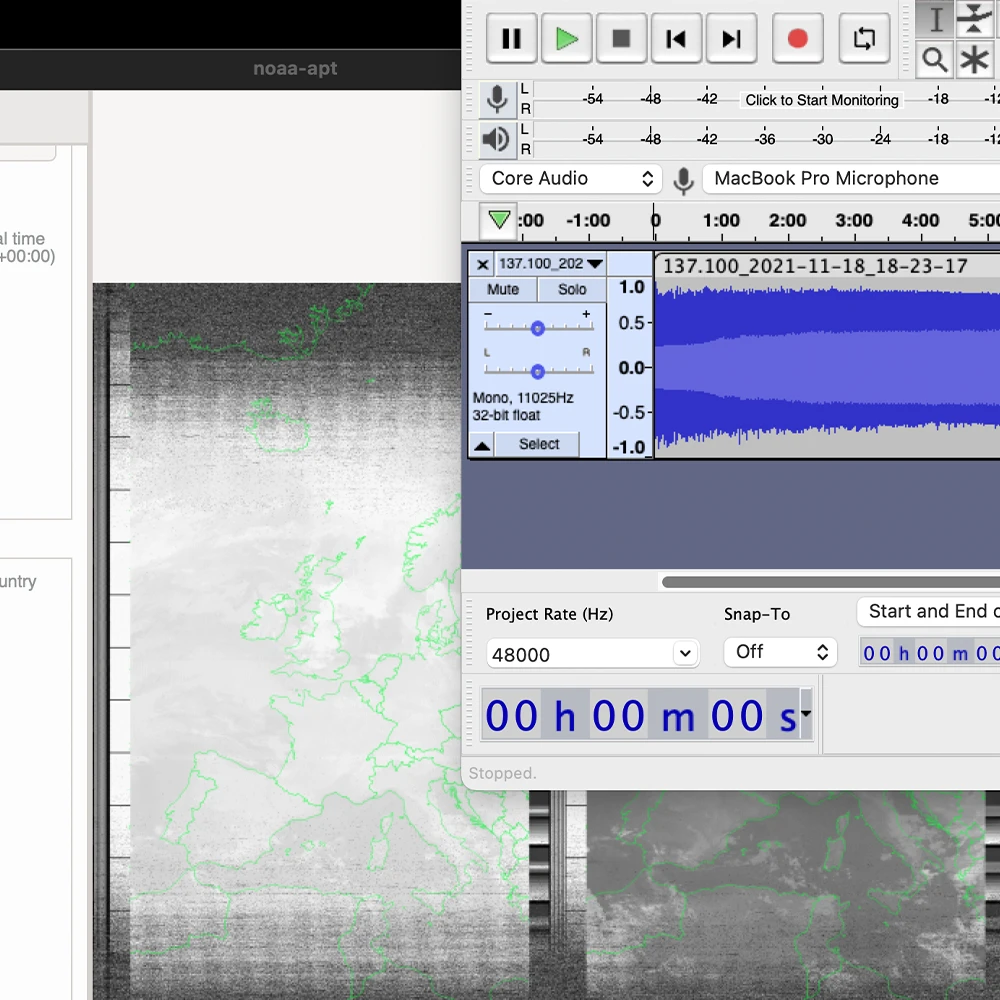 noaa-apt
al time
+00:00)
untry
L
R
-54 -48 -42 Click to Start Monitoring -18 -12
L
R
-54 -48 -42 -36 -30 -24 -18 -12
Core Audio
MacBook Pro Microphone
:00 -1:00 0 1:00 2:00 3:00 4:00 5:00
137.100_202
137.100_2021-11-18_18-23-17
Mute Solo
- +
L R
Mono, 11025Hz
32-bit float
Select
1.0
0.5-
0.0-
-0.5-
-1.0
Project Rate (Hz)
Snap-To
Start and End o
48000
Off
00 h 00 m 00
00 h 00 m 00 s
Stopped.